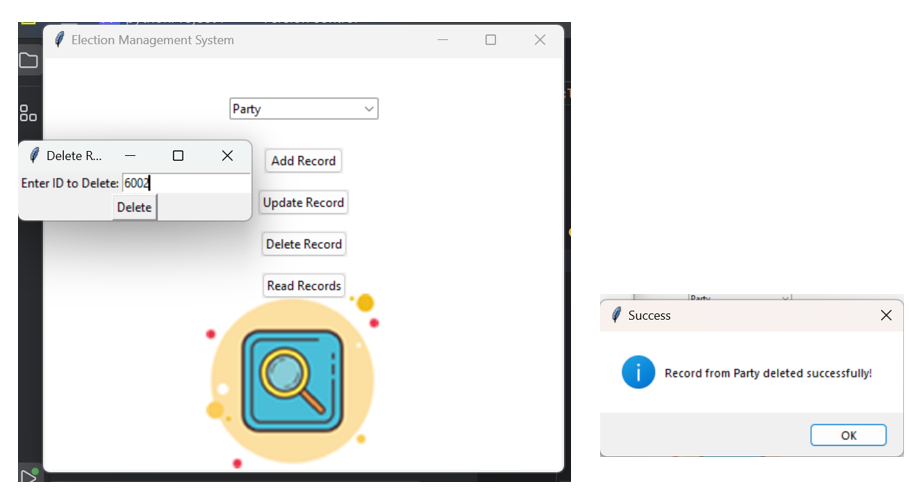 Election Management System
Party
Delete R...
Add Record
Enter ID to Delete: 6002
Update Record
Delete
Delete Record
Read Records
Party
Success
Record from Party deleted successfully!
OK